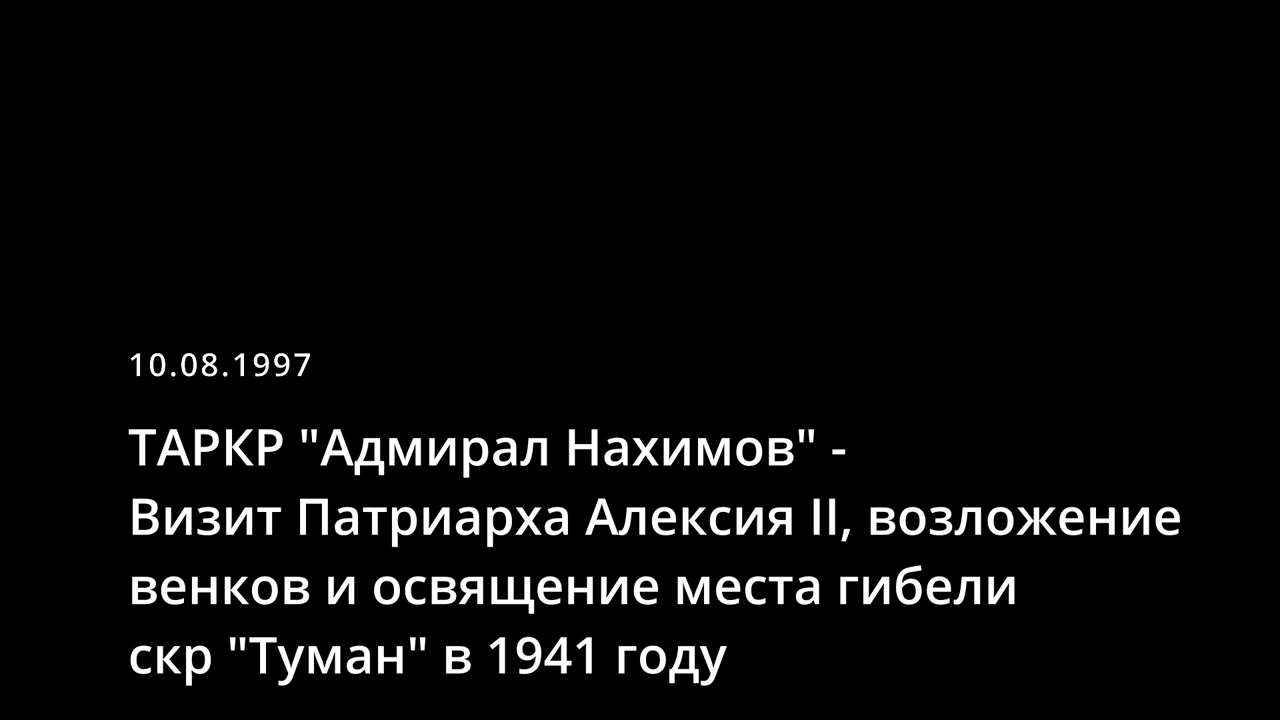 10.08.1997
ТАРКР "Адмирал Нахимов" -
Визит Патриарха Алексия II, возложение
венков и освящение места гибели
скр "Туман" в 1941 году